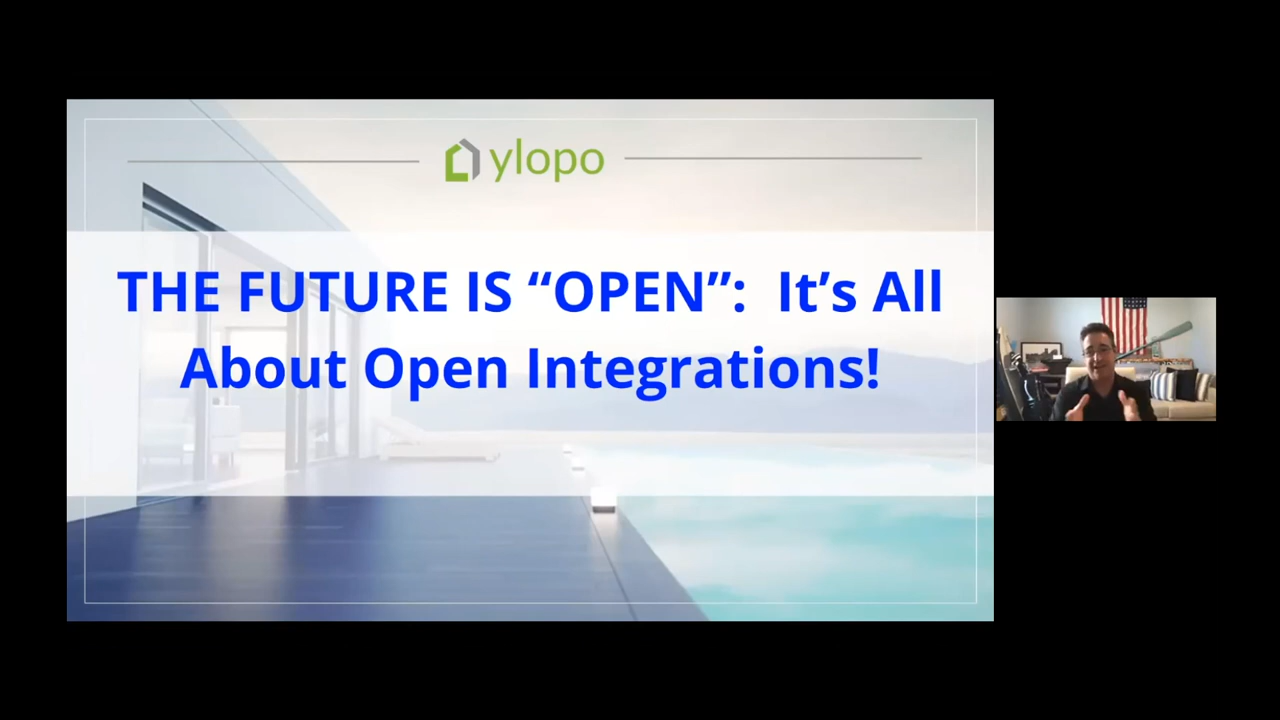 ylopo
THE FUTURE IS “OPEN”:  It’s All
About Open Integrations!